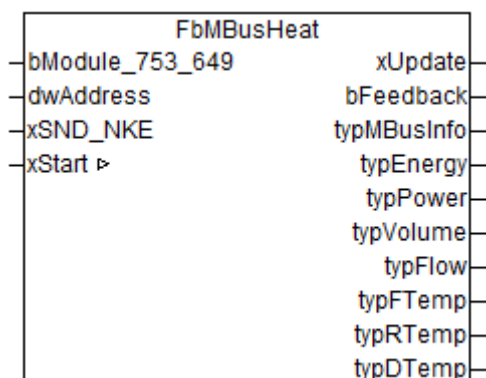 FbMBusHeat
bModule_753_649 xUpdate
dwAddress bFeedback
xSND_NKE typMBusInfo
xStart typEnergy
typPower
typVolume
typFlow
typFTemp
typRTemp
typDTemp